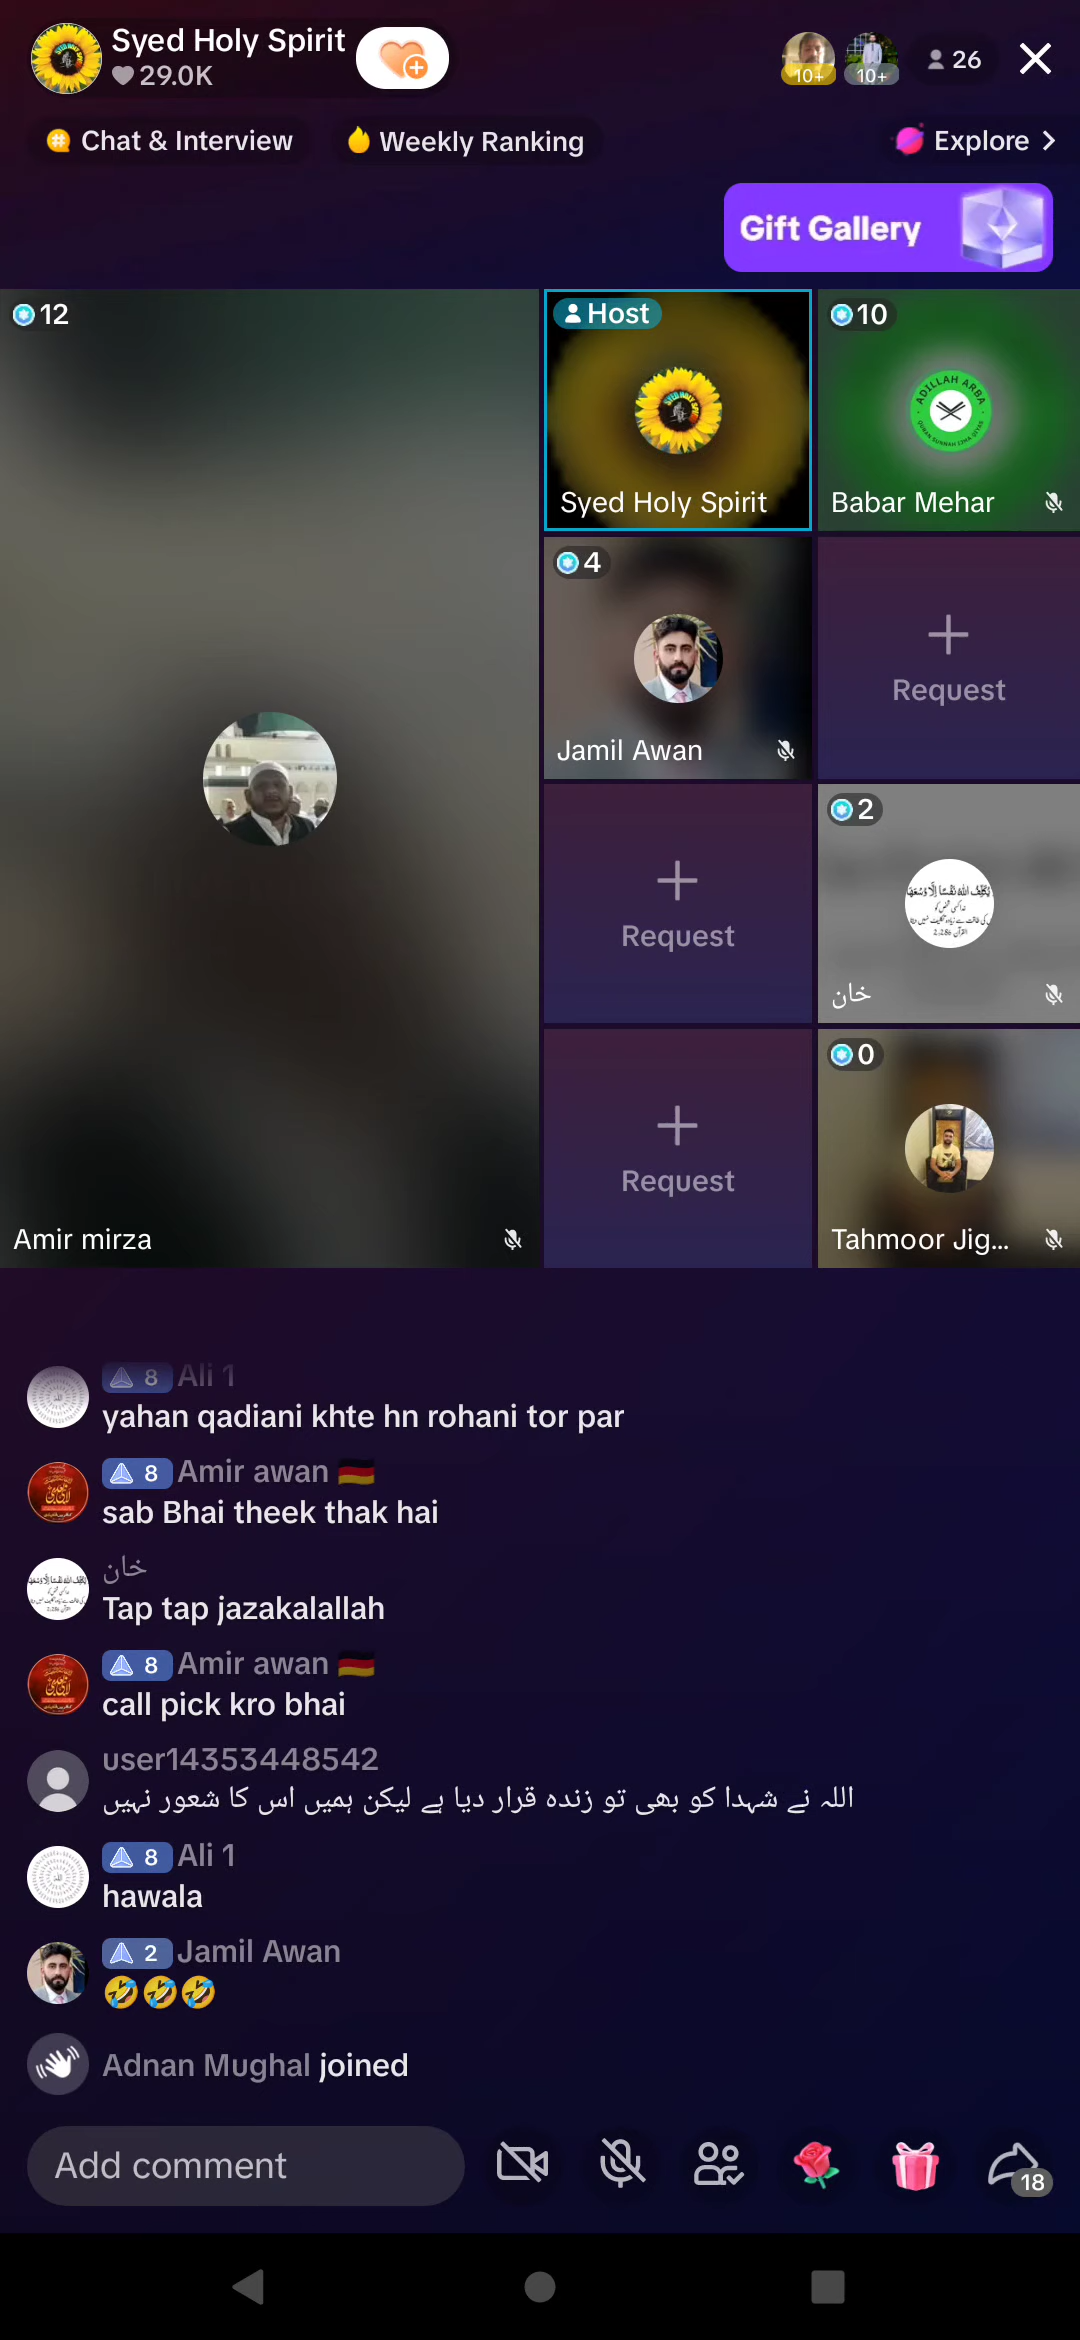 Syed Holy Spirit
29.0K
10+
10+
26
Chat & Interview
Weekly Ranking
Explore
Gift Gallery
12
Host
Syed Holy Spirit
10
ADILLAH ARBA
Babar Mehar
4
Jamil Awan
Request
Request
2
خان
Request
0
Tahmoor Jig...
Amir mirza
8 Ali 1
yahan qadiani khte hn rohani tor par
8 Amir awan 🇩🇪
sab Bhai theek thak hai
خان
Tap tap jazakalallah
8 Amir awan 🇩🇪
call pick kro bhai
user14353448542
اللہ نے شہدا کو بھی تو زندہ قرار دیا ہے لیکن ہمیں اس کا شعور نہیں
8 Ali 1
hawala
2 Jamil Awan
🤣🤣🤣
Adnan Mughal joined
Add comment
18